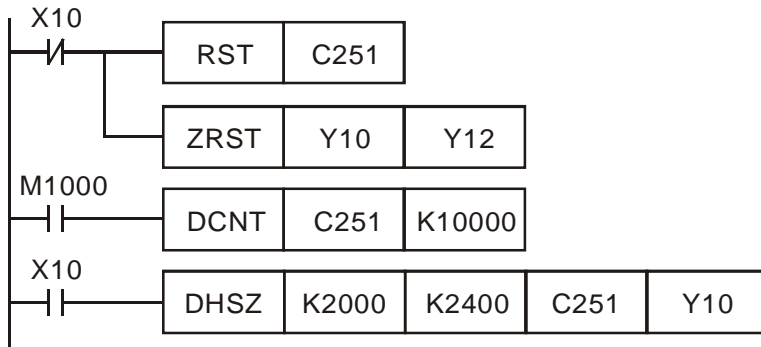 X10
RST C251
ZRST Y10 Y12
M1000
DCNT C251 K10000
X10
DHSZ K2000 K2400 C251 Y10